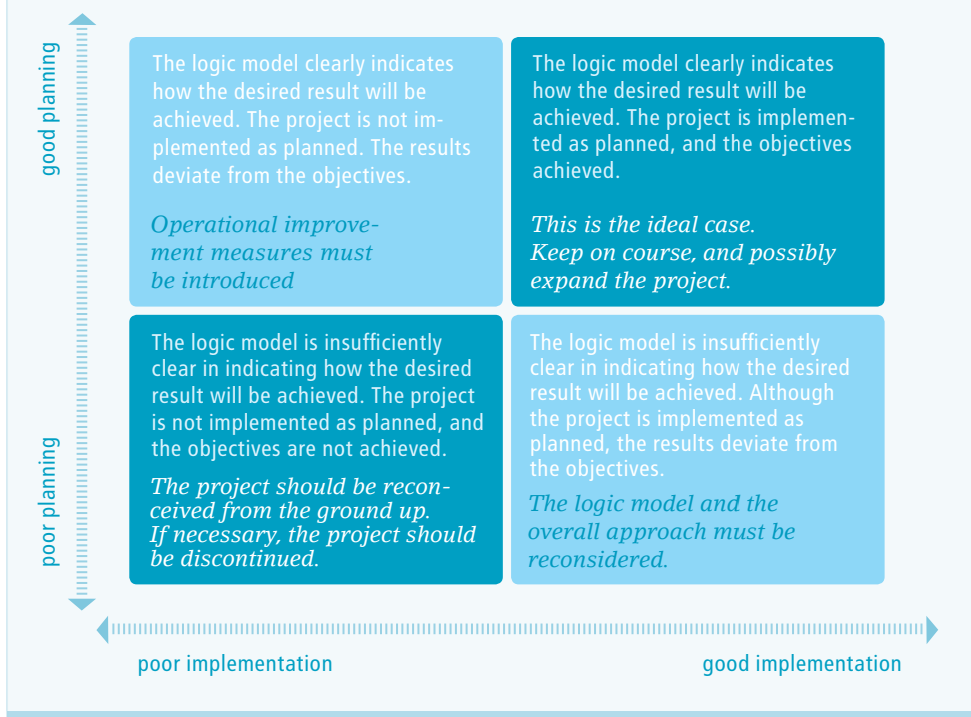 good planning
The logic model clearly indicates
how the desired result will be
achieved. The project is not im-
plemented as planned. The results
deviate from the objectives.
Operational improve-
ment measures must
be introduced
The logic model clearly indicates
how the desired result will be
achieved. The project is implemen-
ted as planned, and the objectives
achieved.
This is the ideal case.
Keep on course, and possibly
expand the project.
poor planning
The logic model is insufficiently
clear in indicating how the desired
result will be achieved. The project
is not implemented as planned, and
the objectives are not achieved.
The project should be recon-
ceived from the ground up.
If necessary, the project should
be discontinued.
The logic model is insufficiently
clear in indicating how the desired
result will be achieved. Although
the project is implemented as
planned, the results deviate from
the objectives.
The logic model and the
overall approach must be
reconsidered.
poor implementation
good implementation